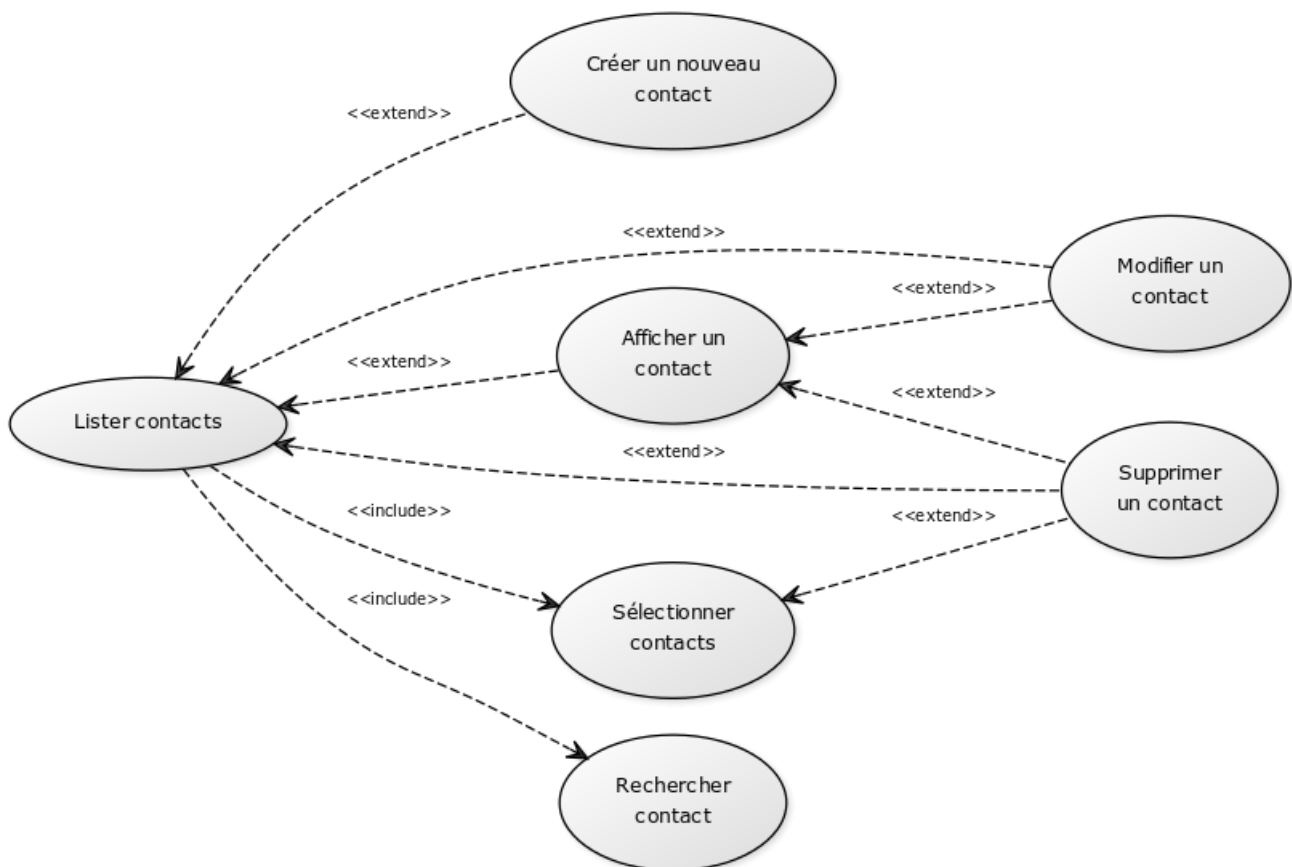 Créer un nouveau
contact
<<extend>>
<<extend>>
Modifier un
contact
<<extend>>
Afficher un
contact
<<extend>>
<<extend>>
Lister contacts
<<extend>>
Supprimer
un contact
<<include>>
<<extend>>
Sélectionner
contacts
<<include>>
Rechercher
contact